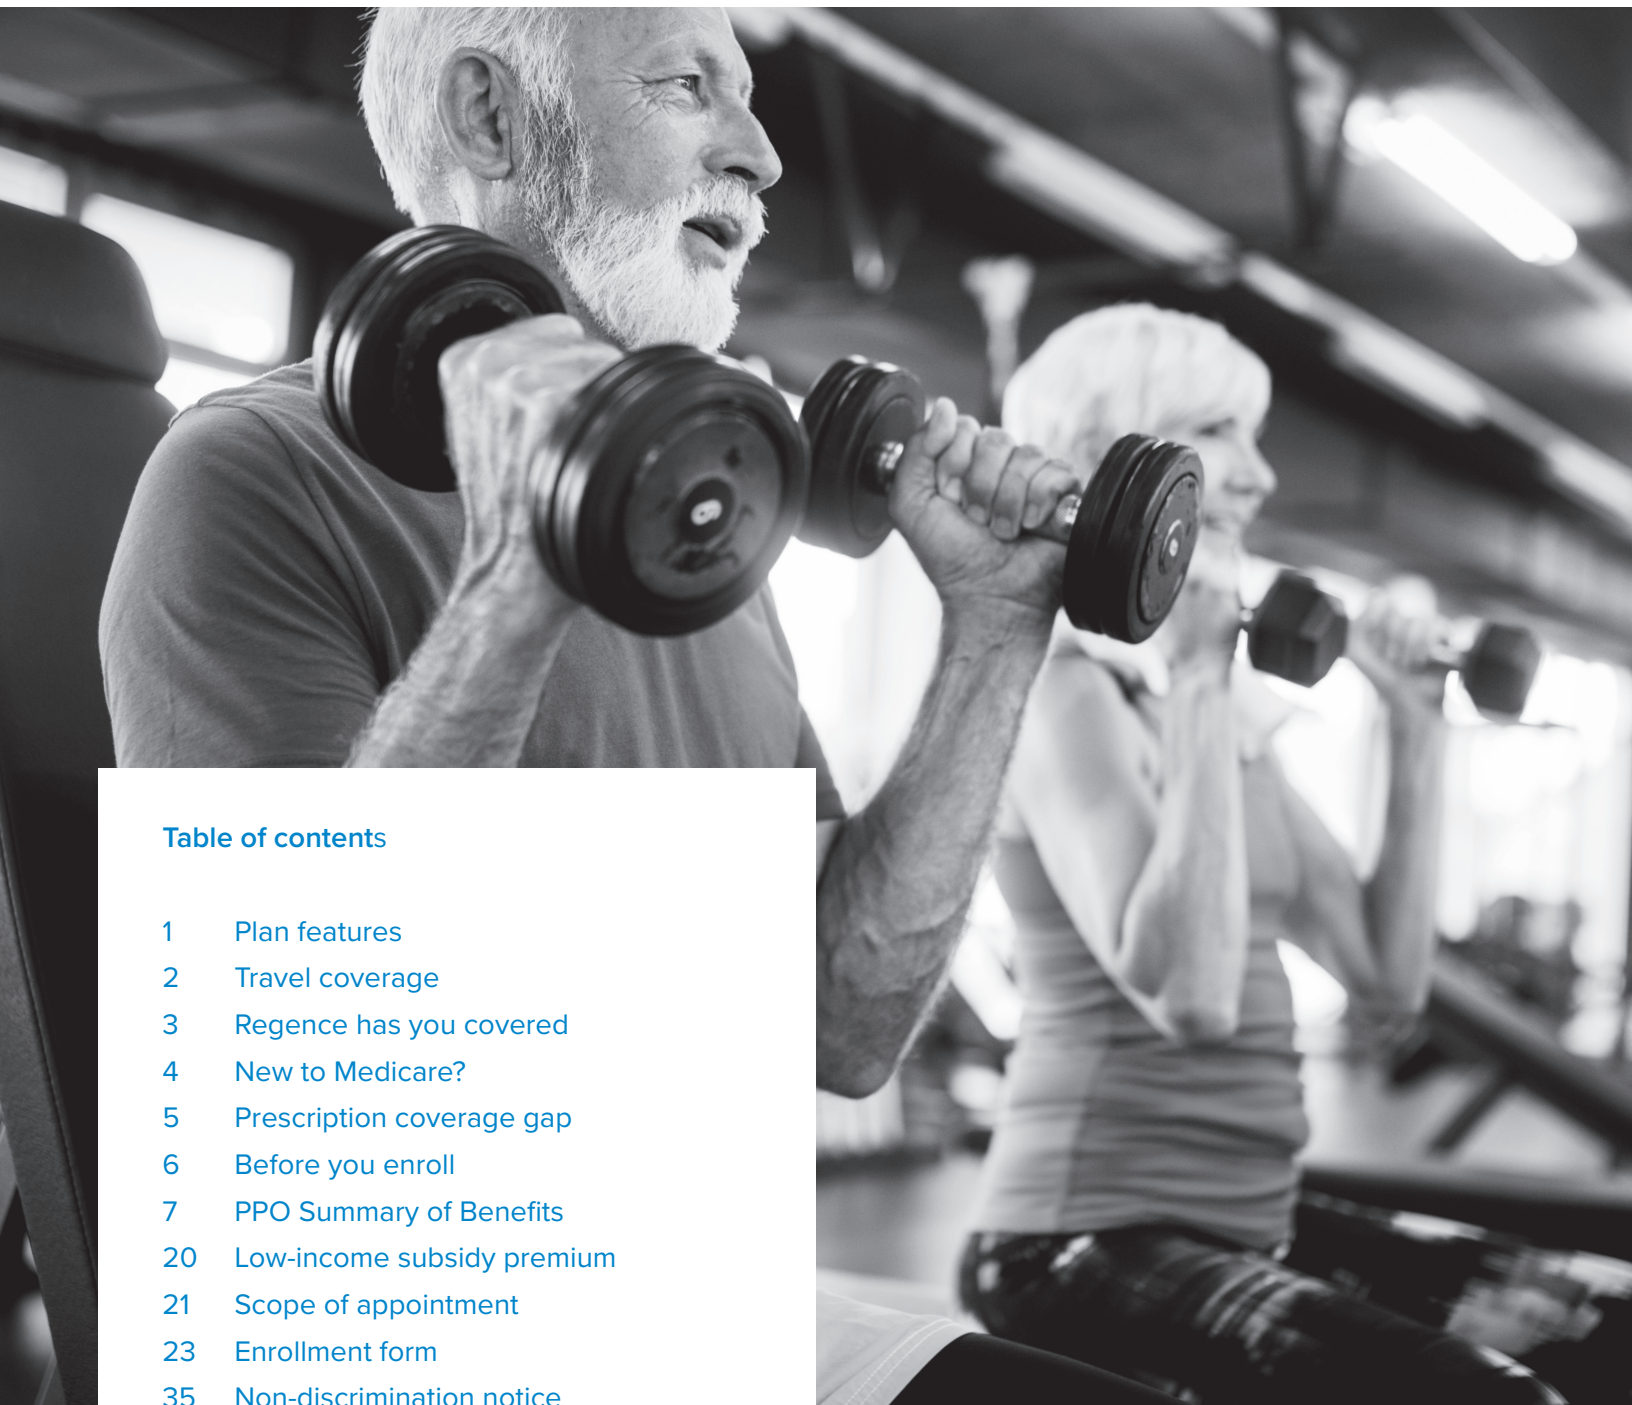 Table of contents
1 Plan features
2 Travel coverage
3 Regence has you covered
4 New to Medicare?
5 Prescription coverage gap
6 Before you enroll
7 PPO Summary of Benefits
20 Low-income subsidy premium
21 Scope of appointment
23 Enrollment form
35 Non-discrimination notice